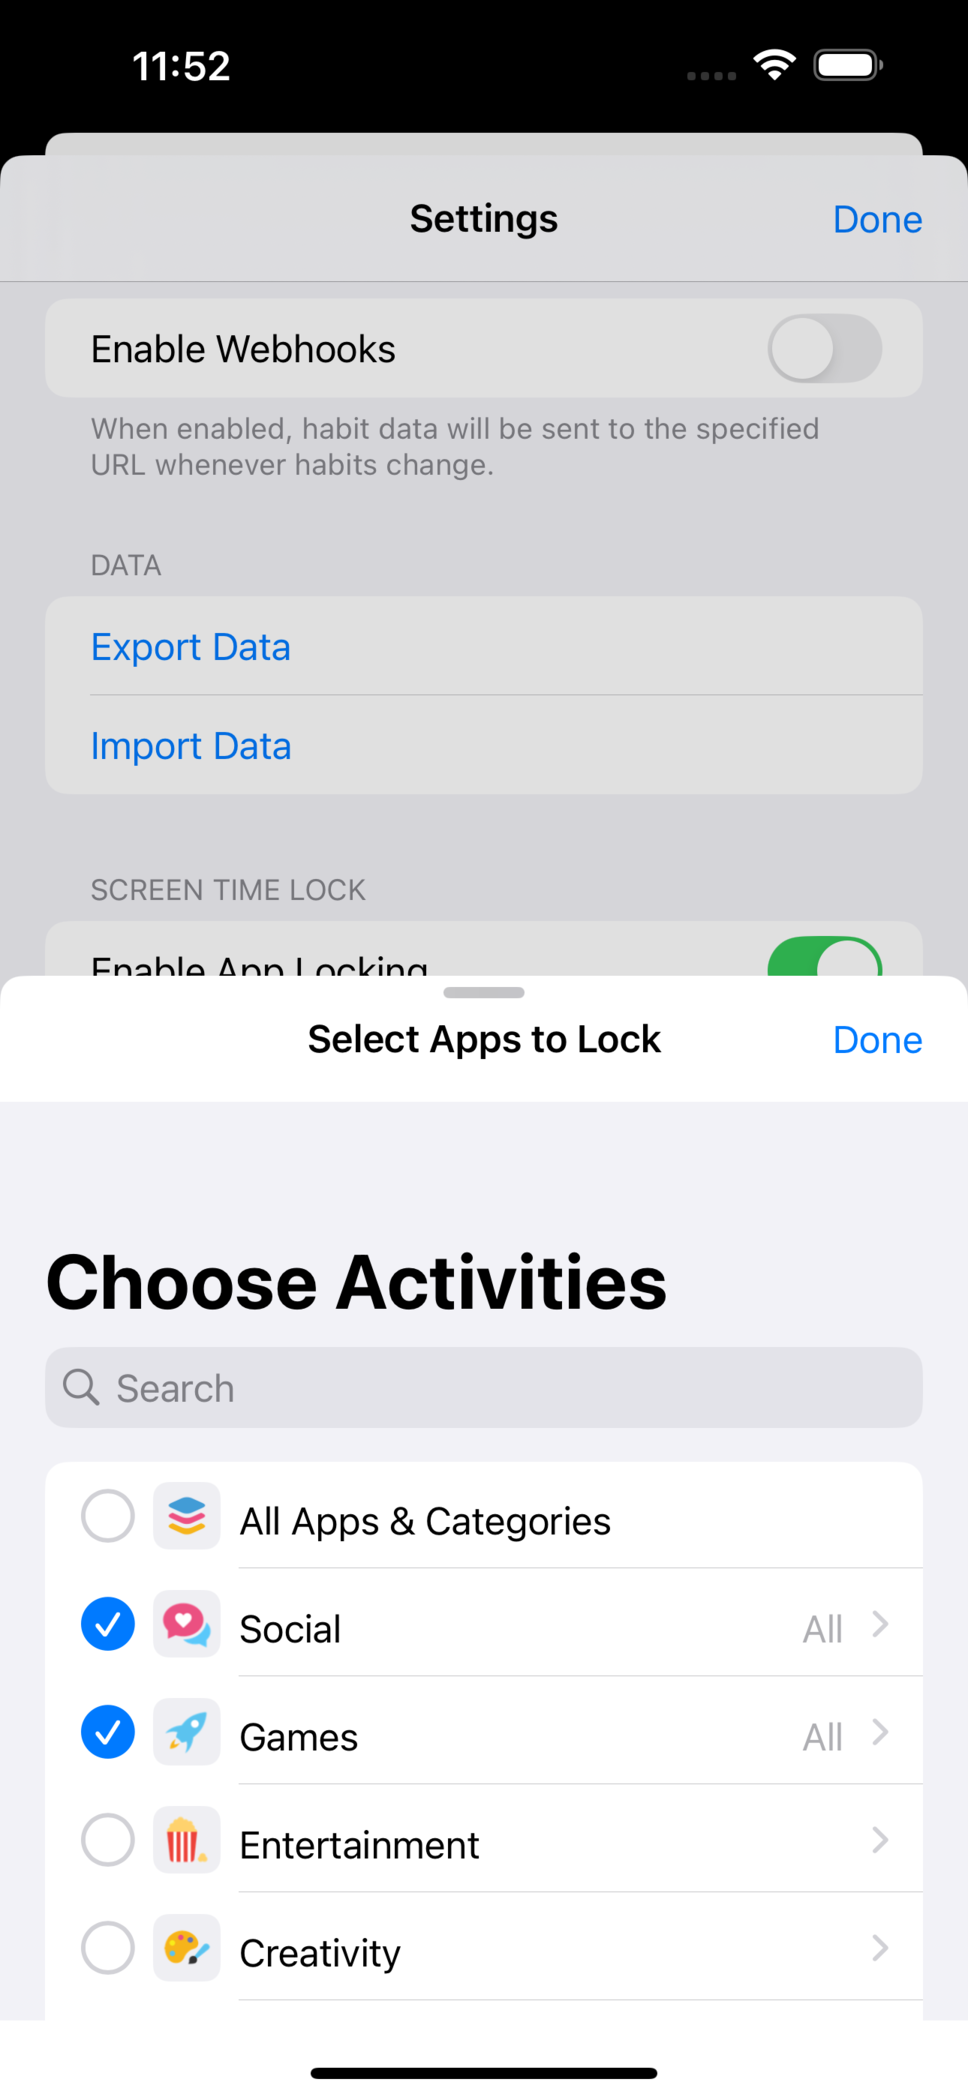 11:52
Settings
Done
Enable Webhooks
When enabled, habit data will be sent to the specified
URL whenever habits change.
DATA
Export Data
Import Data
SCREEN TIME LOCK
Enable App Locking
Select Apps to Lock
Done
Choose Activities
Search
All Apps & Categories
Social All
Games All
Entertainment
Creativity